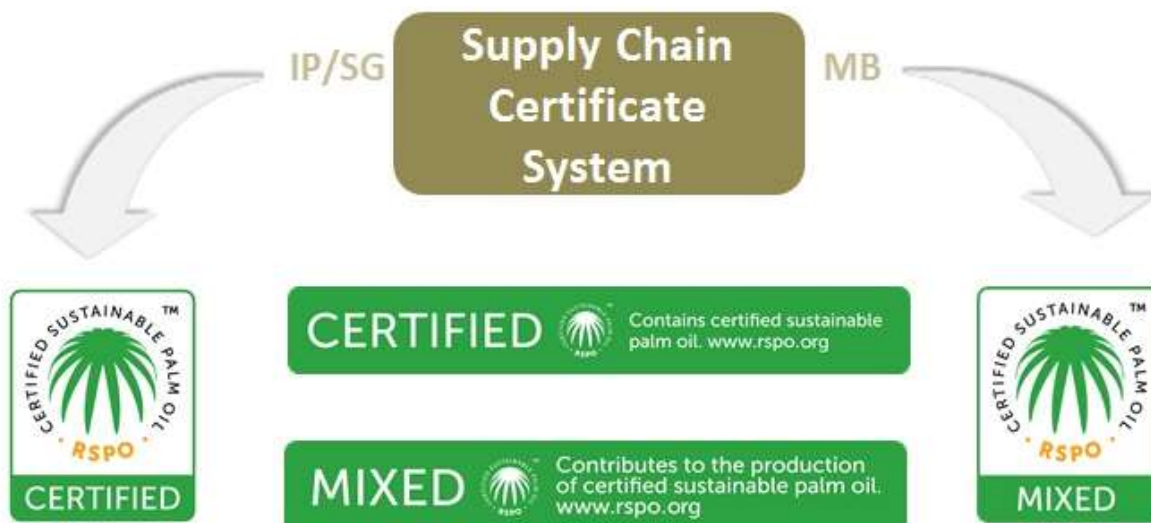 IP/SG
Supply Chain
Certificate
System
MB
CERTIFIED SUSTAINABLE PALM OIL ™
· RSPO ·
CERTIFIED
CERTIFIED
RSPO
Contains certified sustainable
palm oil. www.rspo.org
MIXED
RSPO
Contributes to the production
of certified sustainable palm oil.
www.rspo.org
CERTIFIED SUSTAINABLE PALM OIL ™
· RSPO ·
MIXED